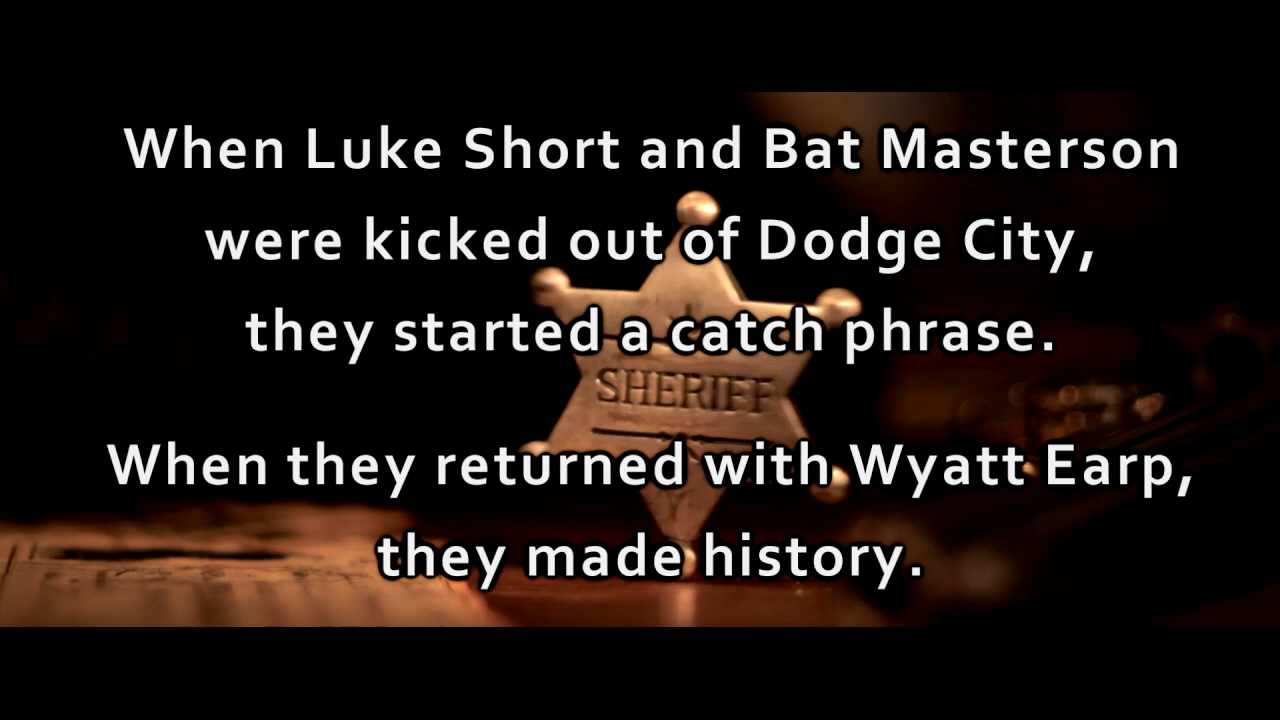 When Luke Short and Bat Masterson
were kicked out of Dodge City,
they started a catch phrase.
SHERIFF
When they returned with Wyatt Earp,
they made history.